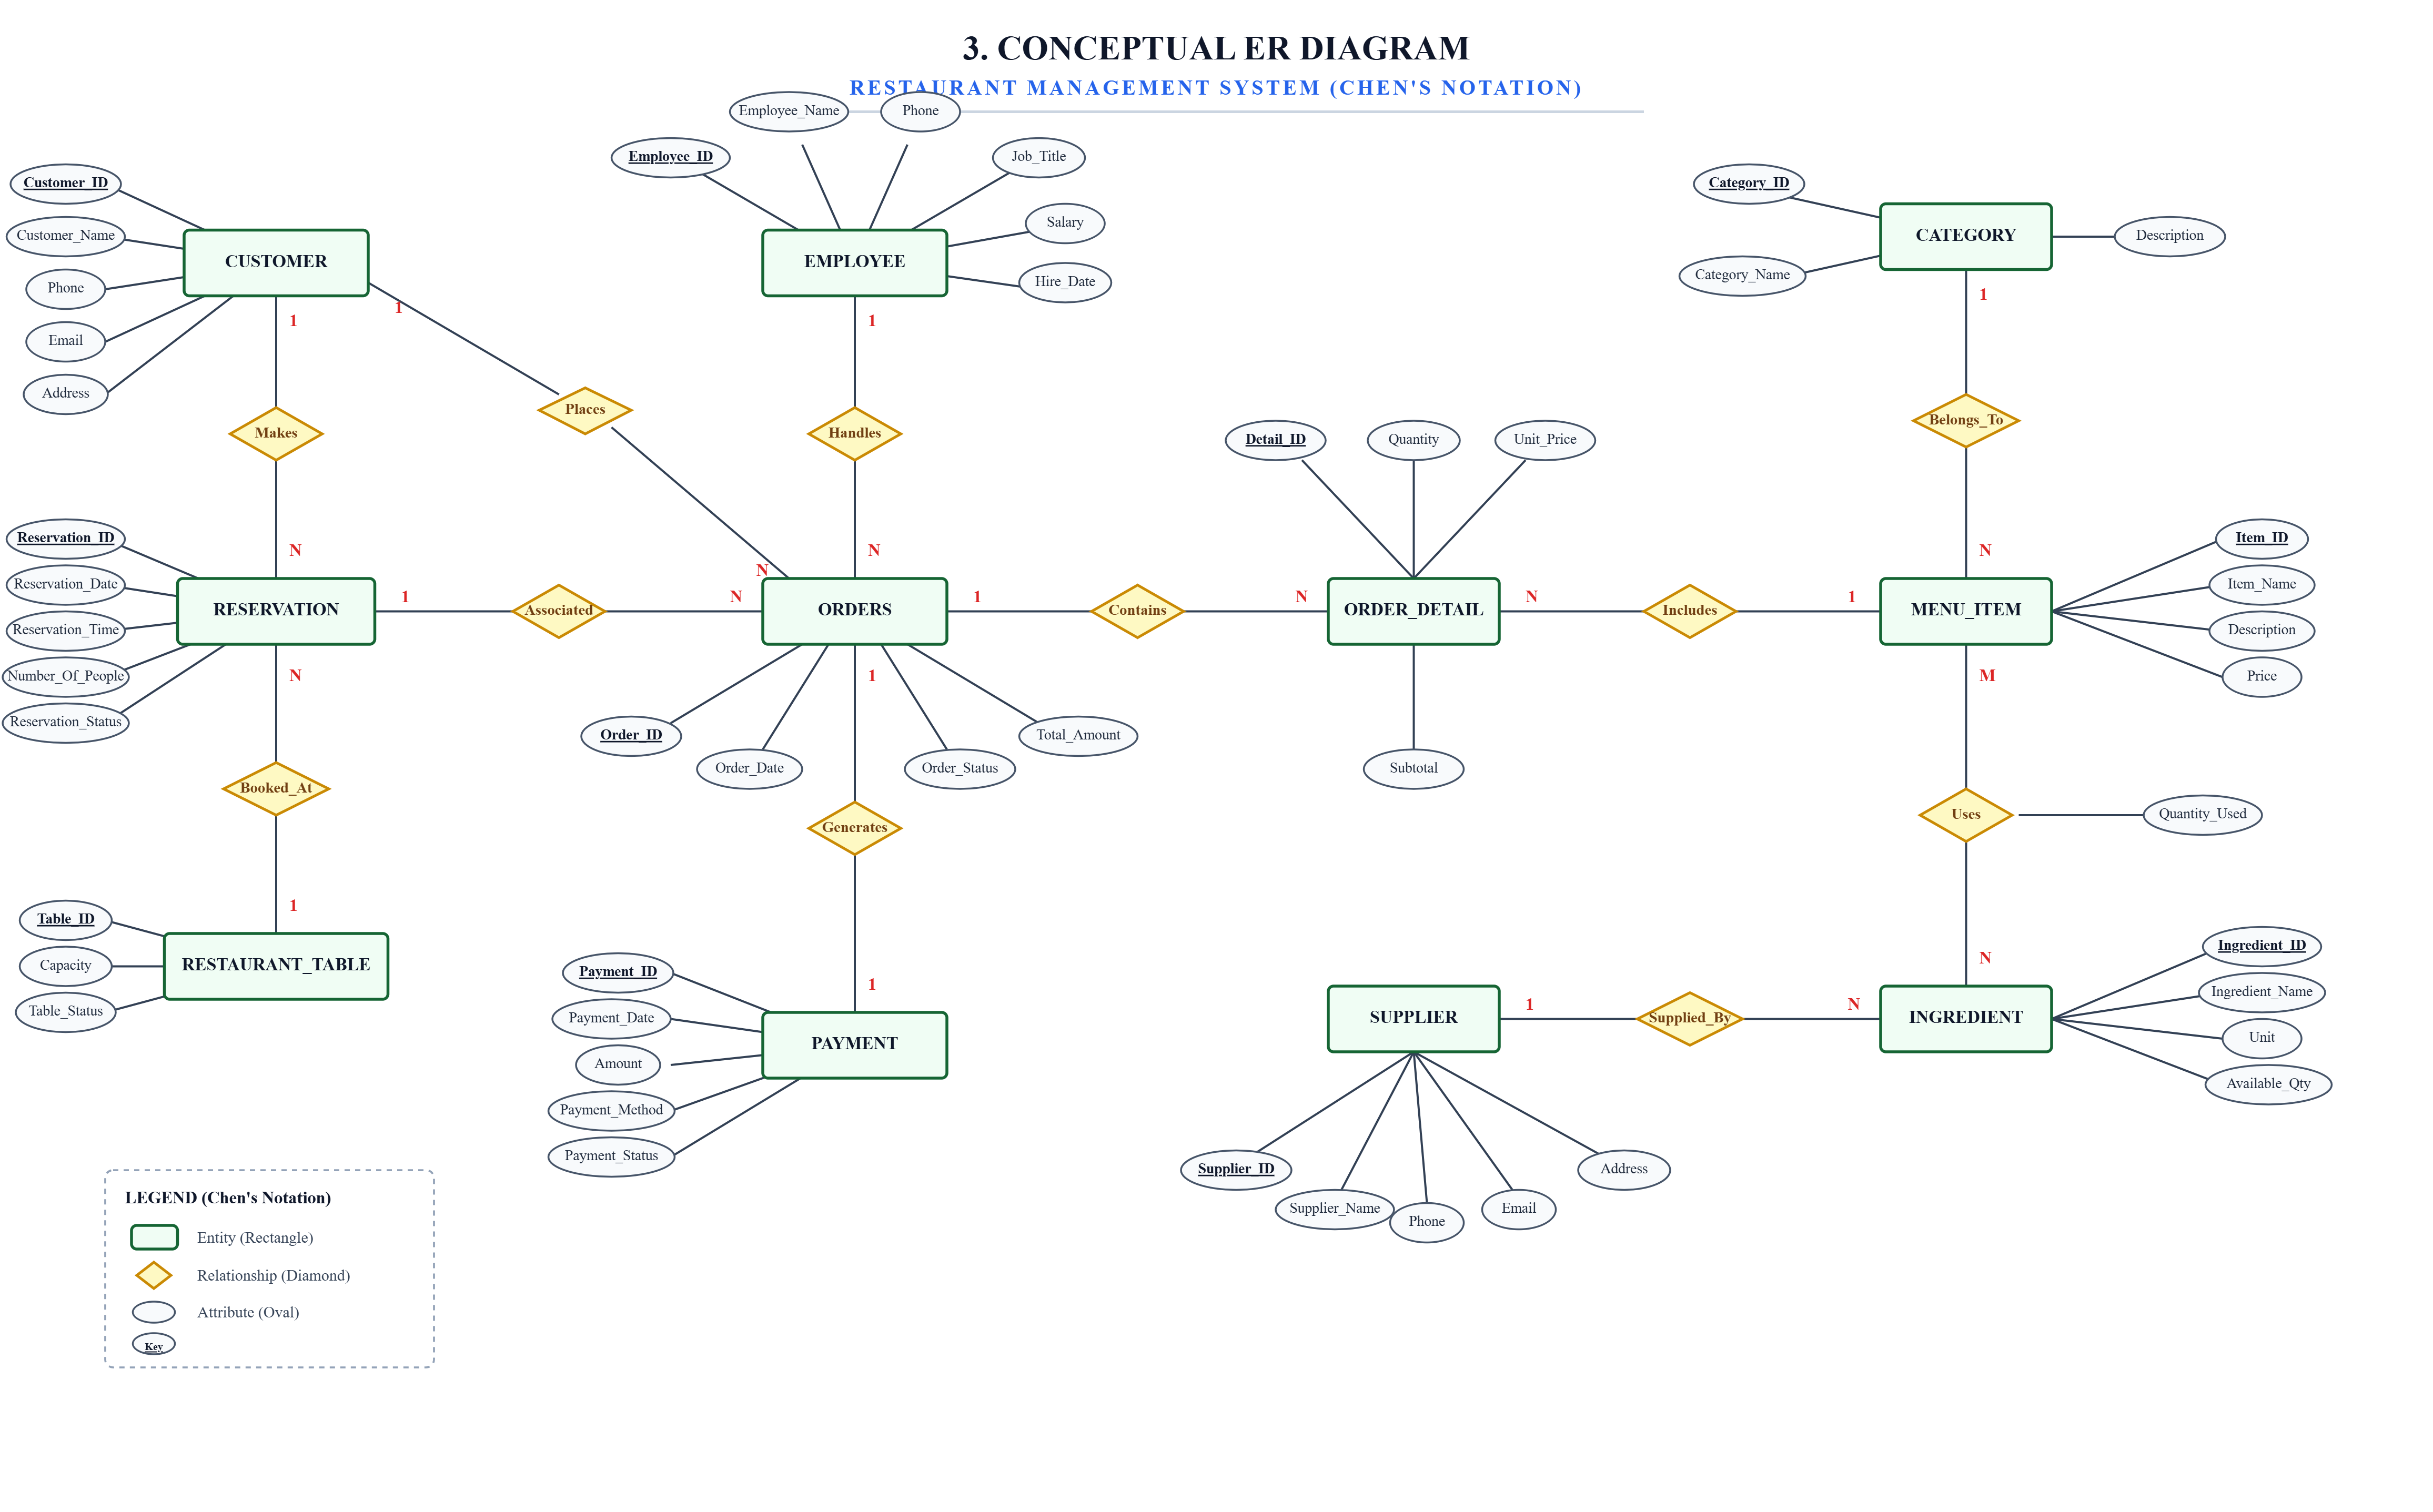 3. CONCEPTUAL ER DIAGRAM
RESTAURANT MANAGEMENT SYSTEM (CHEN'S NOTATION)
Employee_Name
Phone
Employee_ID
Job_Title
Salary
Hire_Date
EMPLOYEE
Customer_ID
Customer_Name
Phone
Email
Address
CUSTOMER
Category_ID
Category_Name
Description
CATEGORY
1
1
1
1
Makes
Places
Handles
Belongs_To
N
N
N
N
Detail_ID
Quantity
Unit_Price
Reservation_ID
Reservation_Date
Reservation_Time
Number_Of_People
Reservation_Status
RESERVATION
1
Associated
N
ORDERS
1
Contains
N
ORDER_DETAIL
N
Includes
1
MENU_ITEM
Item_ID
Item_Name
Description
Price
N
1
M
Order_ID
Order_Date
Order_Status
Total_Amount
Subtotal
Booked_At
Generates
Uses
Quantity_Used
1
1
N
Table_ID
Capacity
Table_Status
RESTAURANT_TABLE
Payment_ID
Payment_Date
Amount
Payment_Method
Payment_Status
PAYMENT
SUPPLIER
1
Supplied_By
N
INGREDIENT
Ingredient_ID
Ingredient_Name
Unit
Available_Qty
Supplier_ID
Supplier_Name
Phone
Email
Address
LEGEND (Chen's Notation)
Entity (Rectangle)
Relationship (Diamond)
Attribute (Oval)
Key